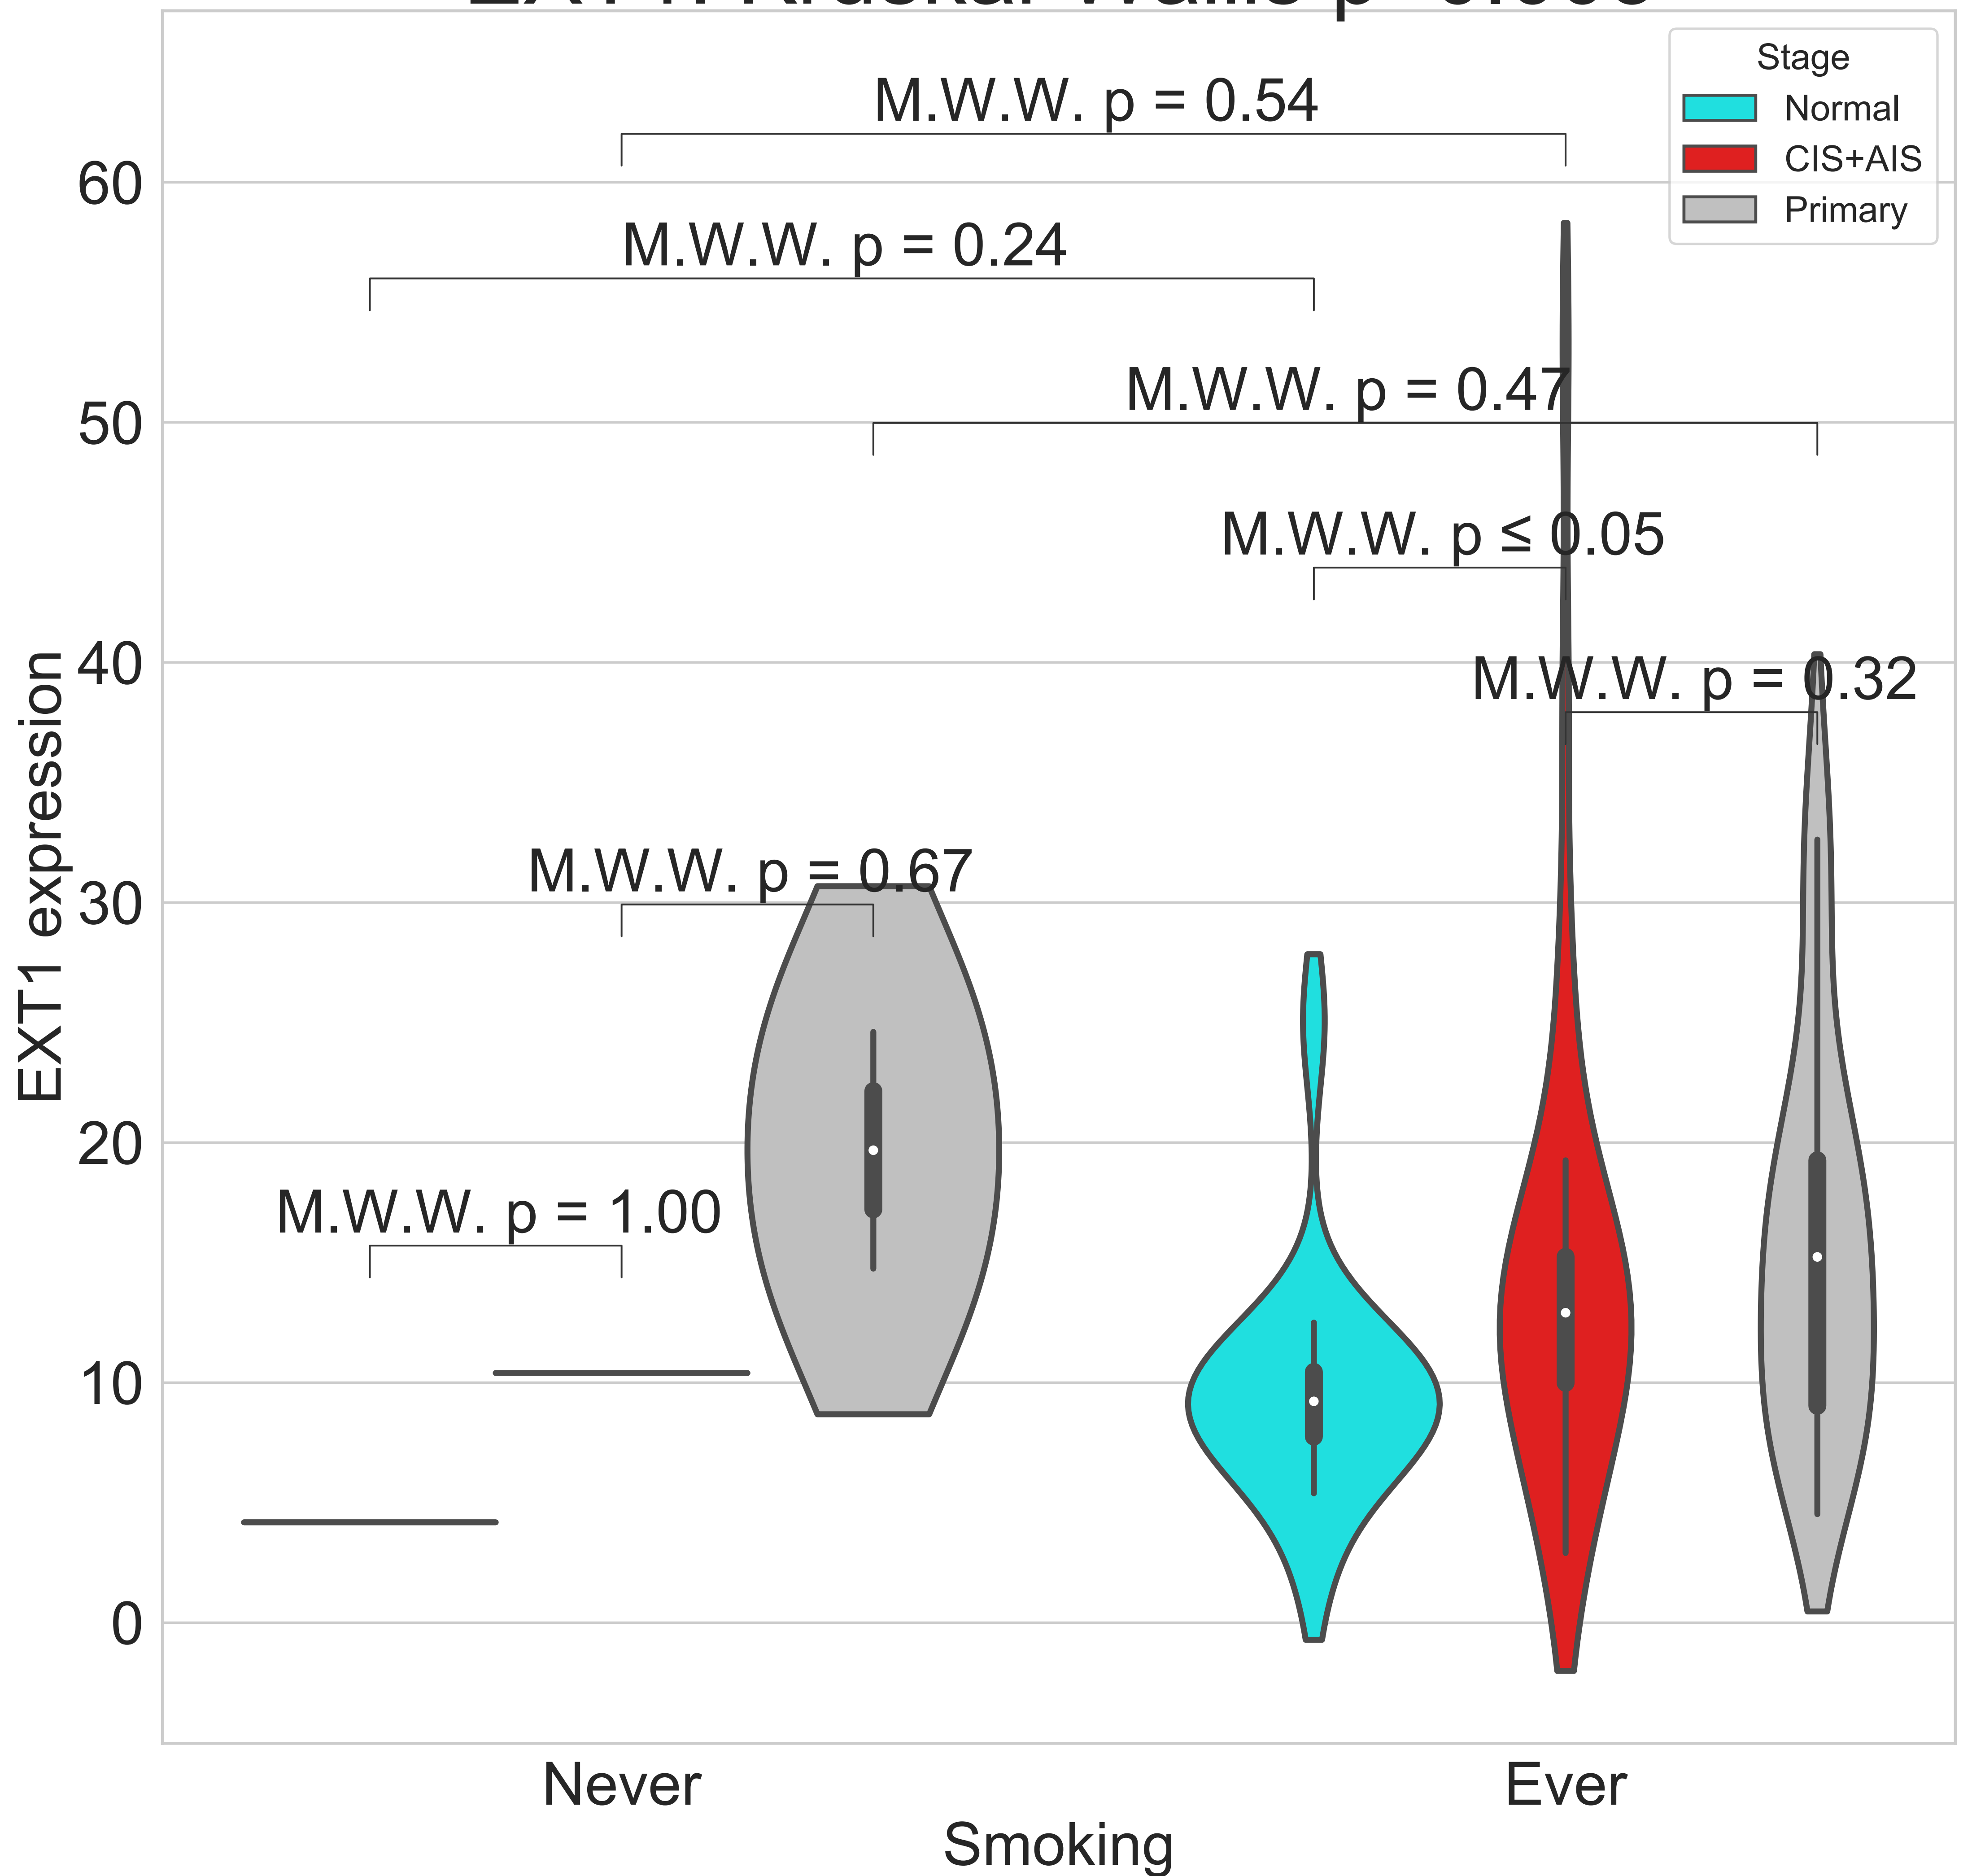 Stage
Normal
CIS+AIS
Primary
M.W.W. p = 0.54
M.W.W. p = 0.24
M.W.W. p = 0.47
M.W.W. p ≤ 0.05
M.W.W. p = 0.32
M.W.W. p = 0.67
M.W.W. p = 1.00
60
50
40
30
20
10
0
EXT1 expression
Never
Ever
Smoking